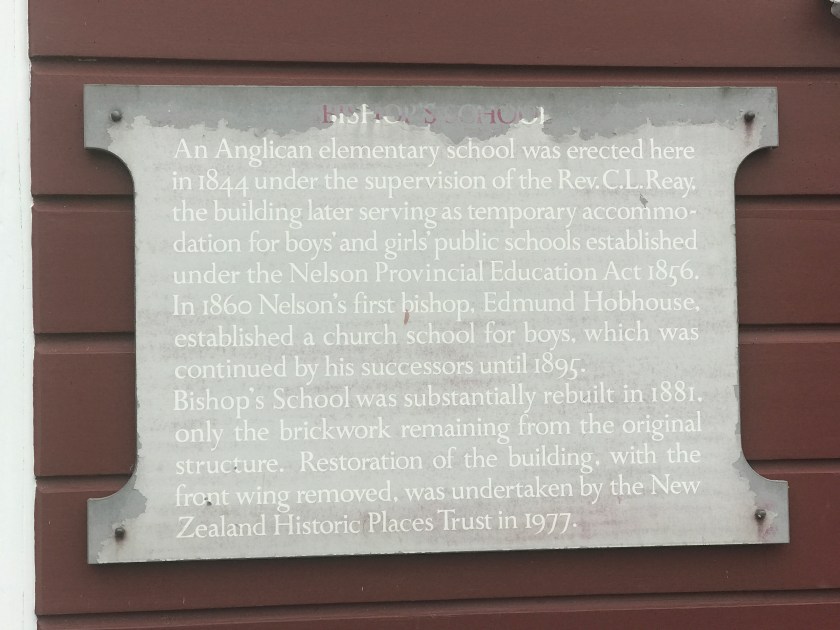 BISHOP'S SCHOOL
An Anglican elementary school was erected here
in 1844 under the supervision of the Rev. C.L. Reay,
the building later serving as temporary accommo-
dation for boys' and girls' public schools established
under the Nelson Provincial Education Act 1856.
In 1860 Nelson's first bishop, Edmund Hobhouse,
established a church school for boys, which was
continued by his successors until 1895.
Bishop's School was substantially rebuilt in 1881,
only the brickwork remaining from the original
structure. Restoration of the building, with the
front wing removed, was undertaken by the New
Zealand Historic Places Trust in 1977.